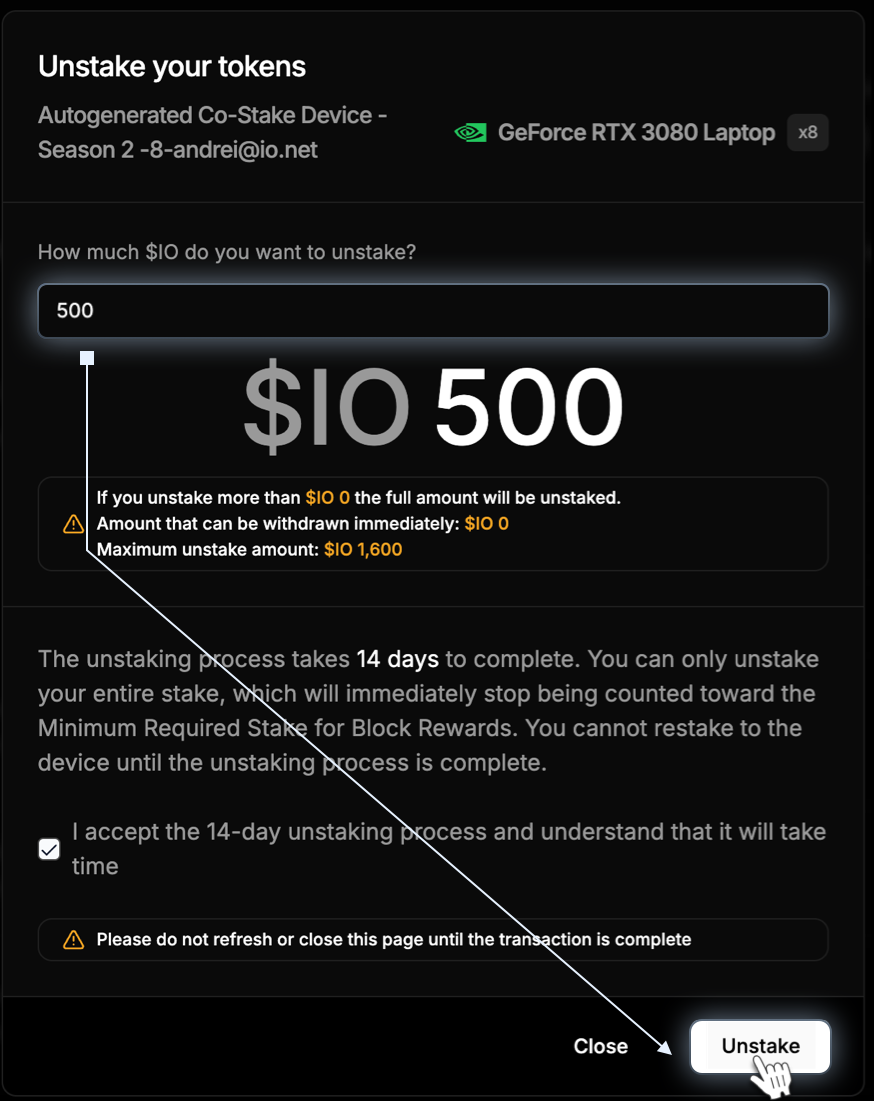 Unstake your tokens
Autogenerated Co-Stake Device -
Season 2 -8-andrei@io.net
GeForce RTX 3080 Laptop x8
How much $IO do you want to unstake?
500
$IO 500
If you unstake more than $IO 0 the full amount will be unstaked.
Amount that can be withdrawn immediately: $IO 0
Maximum unstake amount: $IO 1,600
The unstaking process takes 14 days to complete. You can only unstake
your entire stake, which will immediately stop being counted toward the
Minimum Required Stake for Block Rewards. You cannot restake to the
device until the unstaking process is complete.
I accept the 14-day unstaking process and understand that it will take
time
Please do not refresh or close this page until the transaction is complete
Close Unstake